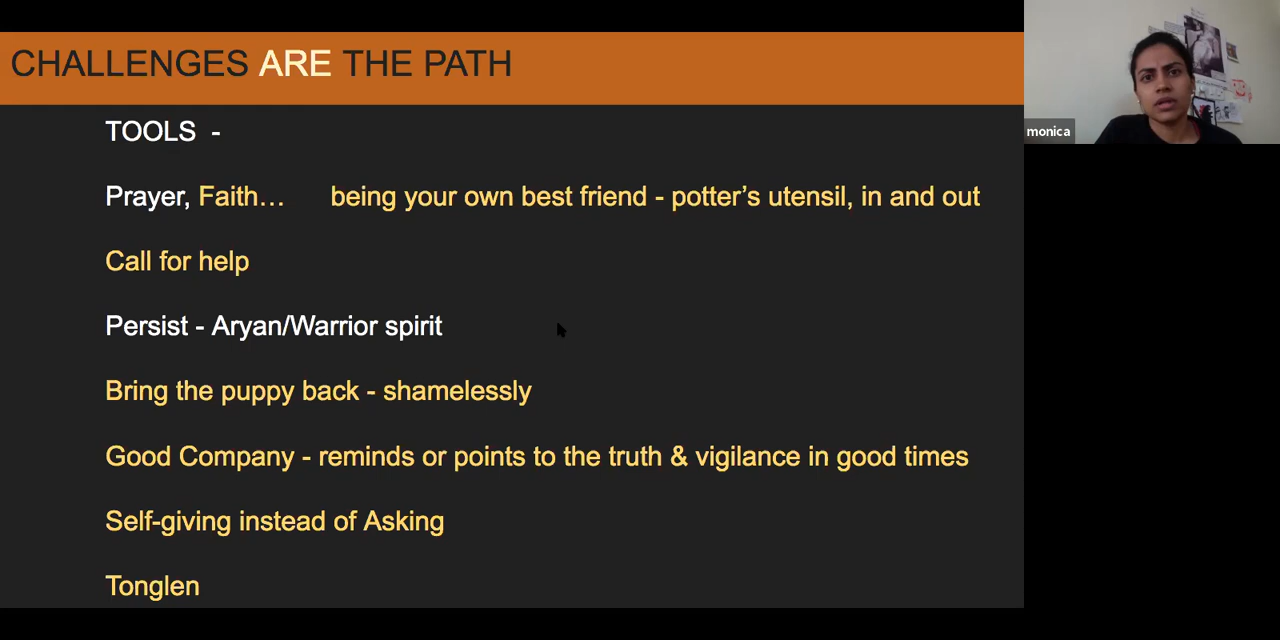 CHALLENGES ARE THE PATH
TOOLS -
Prayer, Faith... being your own best friend - potter's utensil, in and out
Call for help
Persist - Aryan/Warrior spirit
Bring the puppy back - shamelessly
Good Company - reminds or points to the truth & vigilance in good times
Self-giving instead of Asking
Tonglen
monica